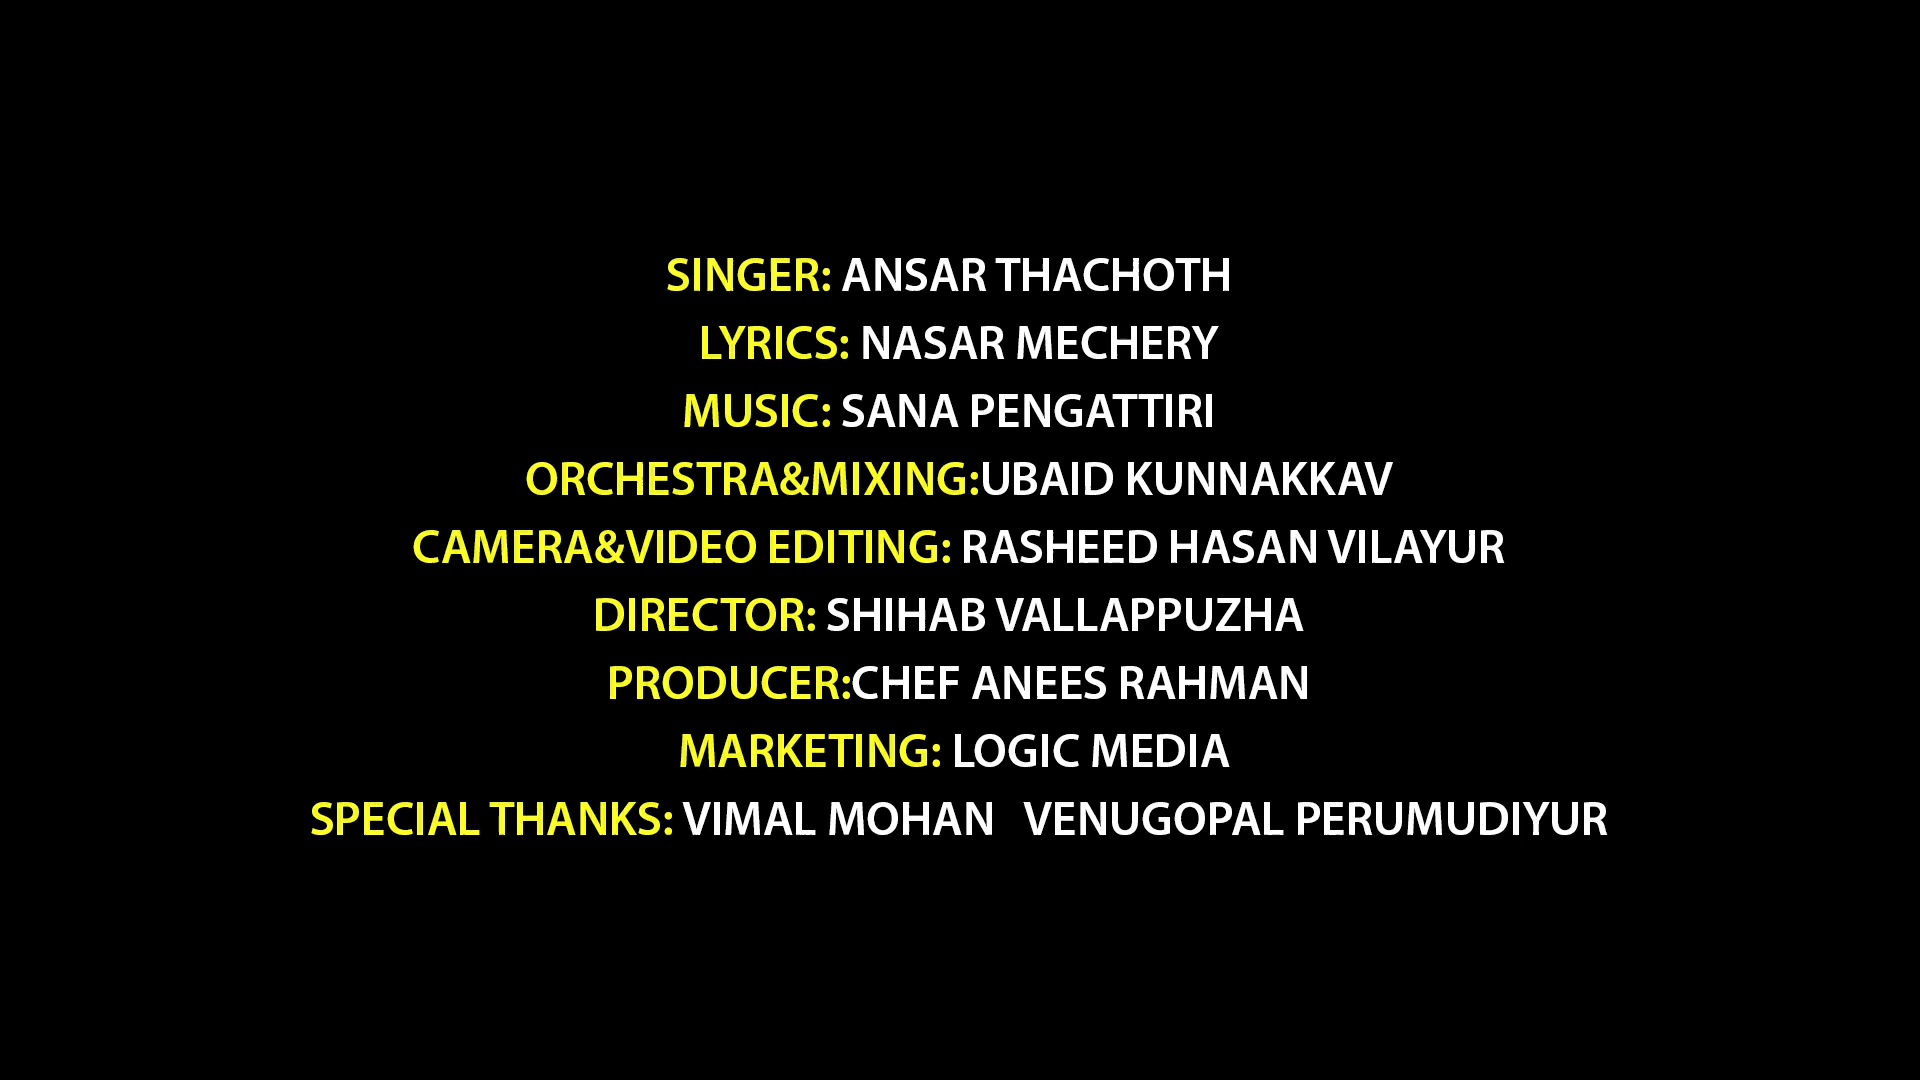 SINGER: ANSAR THACHOTH
LYRICS: NASAR MECHERY
MUSIC: SANA PENGATTIRI
ORCHESTRA&MIXING:UBAID KUNNAKKAV
CAMERA&VIDEO EDITING: RASHEED HASAN VILAYUR
DIRECTOR: SHIHAB VALLAPPUZHA
PRODUCER:CHEF ANEES RAHMAN
MARKETING: LOGIC MEDIA
SPECIAL THANKS: VIMAL MOHAN   VENUGOPAL PERUMUDIYUR